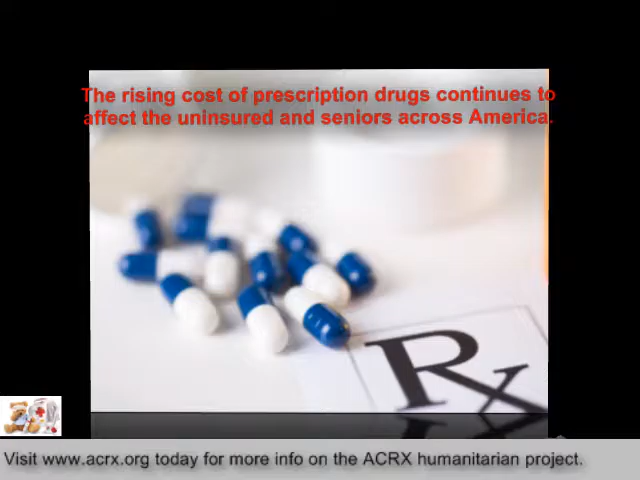 The rising cost of prescription drugs continues to
affect the uninsured and seniors across America.
Rx
Visit www.acrx.org today for more info on the ACRX humanitarian project.